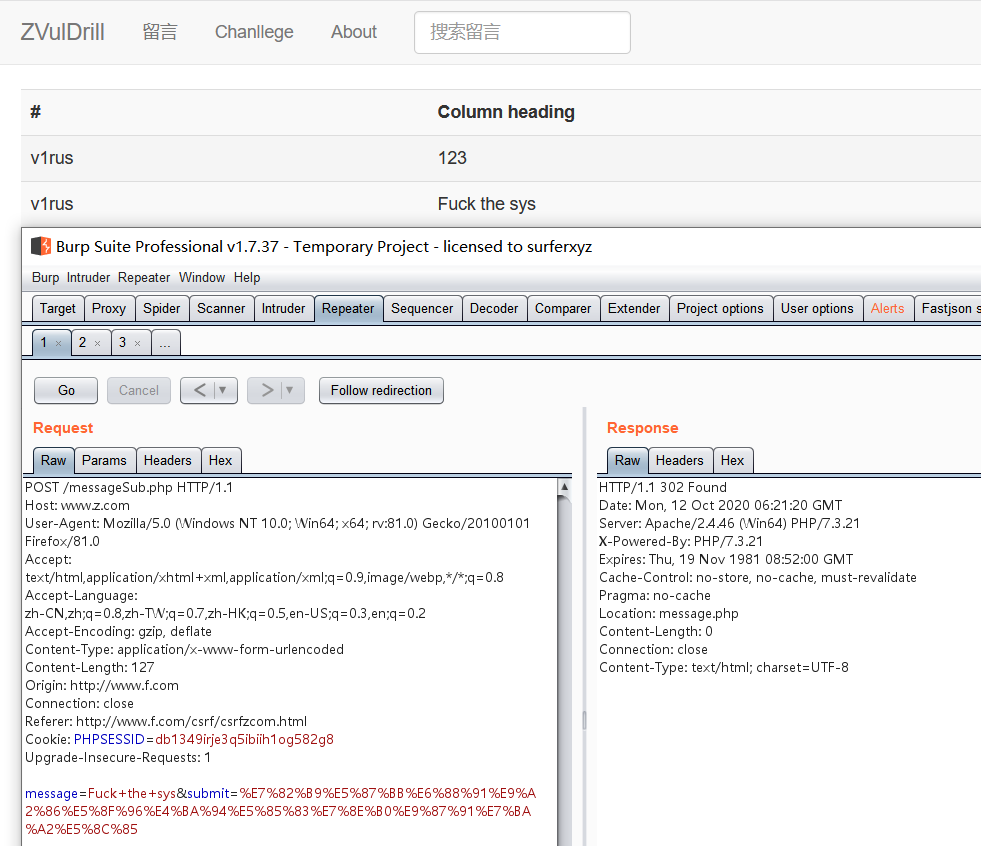 ZVulDrill 留言 Chanllege About 搜索留言
# Column heading
v1rus 123
v1rus Fuck the sys
Burp Suite Professional v1.7.37 - Temporary Project - licensed to surferxyz
Burp Intruder Repeater Window Help
Target Proxy Spider Scanner Intruder Repeater Sequencer Decoder Comparer Extender Project options User options Alerts Fastjson s
1 × 2 × 3 × ...
Go Cancel < ▼ > ▼ Follow redirection
Request
Raw Params Headers Hex
POST /messageSub.php HTTP/1.1
Host: www.z.com
User-Agent: Mozilla/5.0 (Windows NT 10.0; Win64; x64; rv:81.0) Gecko/20100101
Firefox/81.0
Accept:
text/html,application/xhtml+xml,application/xml;q=0.9,image/webp,*/*;q=0.8
Accept-Language:
zh-CN,zh;q=0.8,zh-TW;q=0.7,zh-HK;q=0.5,en-US;q=0.3,en;q=0.2
Accept-Encoding: gzip, deflate
Content-Type: application/x-www-form-urlencoded
Content-Length: 127
Origin: http://www.f.com
Connection: close
Referer: http://www.f.com/csrf/csrfzcom.html
Cookie: PHPSESSID=db1349irje3q5ibiih1og582g8
Upgrade-Insecure-Requests: 1
message=Fuck+the+sys&submit=%E7%82%B9%E5%87%BB%E6%88%91%E9%A
2%86%E5%8F%96%E4%BA%94%E5%85%83%E7%8E%B0%E9%87%91%E7%BA
%A2%E5%8C%85
Response
Raw Headers Hex
HTTP/1.1 302 Found
Date: Mon, 12 Oct 2020 06:21:20 GMT
Server: Apache/2.4.46 (Win64) PHP/7.3.21
X-Powered-By: PHP/7.3.21
Expires: Thu, 19 Nov 1981 08:52:00 GMT
Cache-Control: no-store, no-cache, must-revalidate
Pragma: no-cache
Location: message.php
Content-Length: 0
Connection: close
Content-Type: text/html; charset=UTF-8